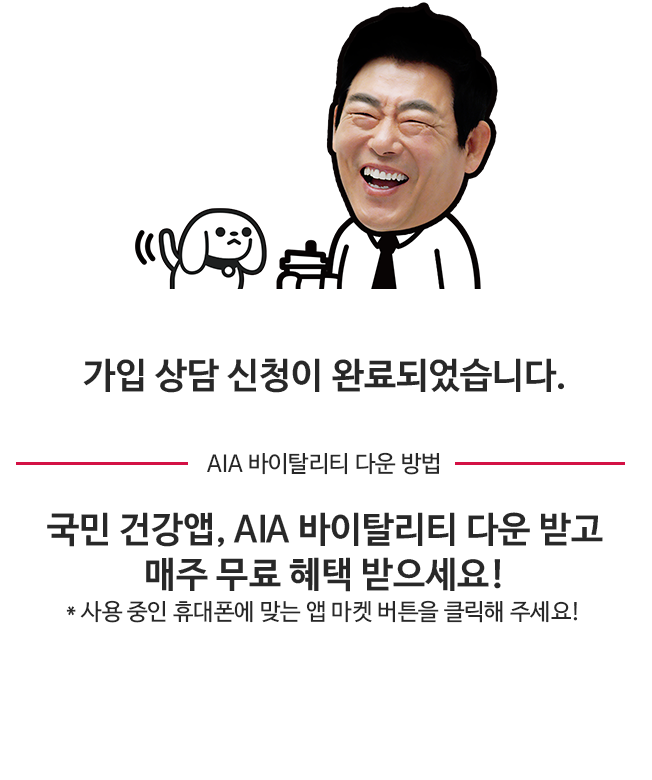 가입 상담 신청이 완료되었습니다.
AIA 바이탈리티 다운 방법
국민 건강앱, AIA 바이탈리티 다운 받고
매주 무료 혜택 받으세요!
* 사용 중인 휴대폰에 맞는 앱 마켓 버튼을 클릭해 주세요!